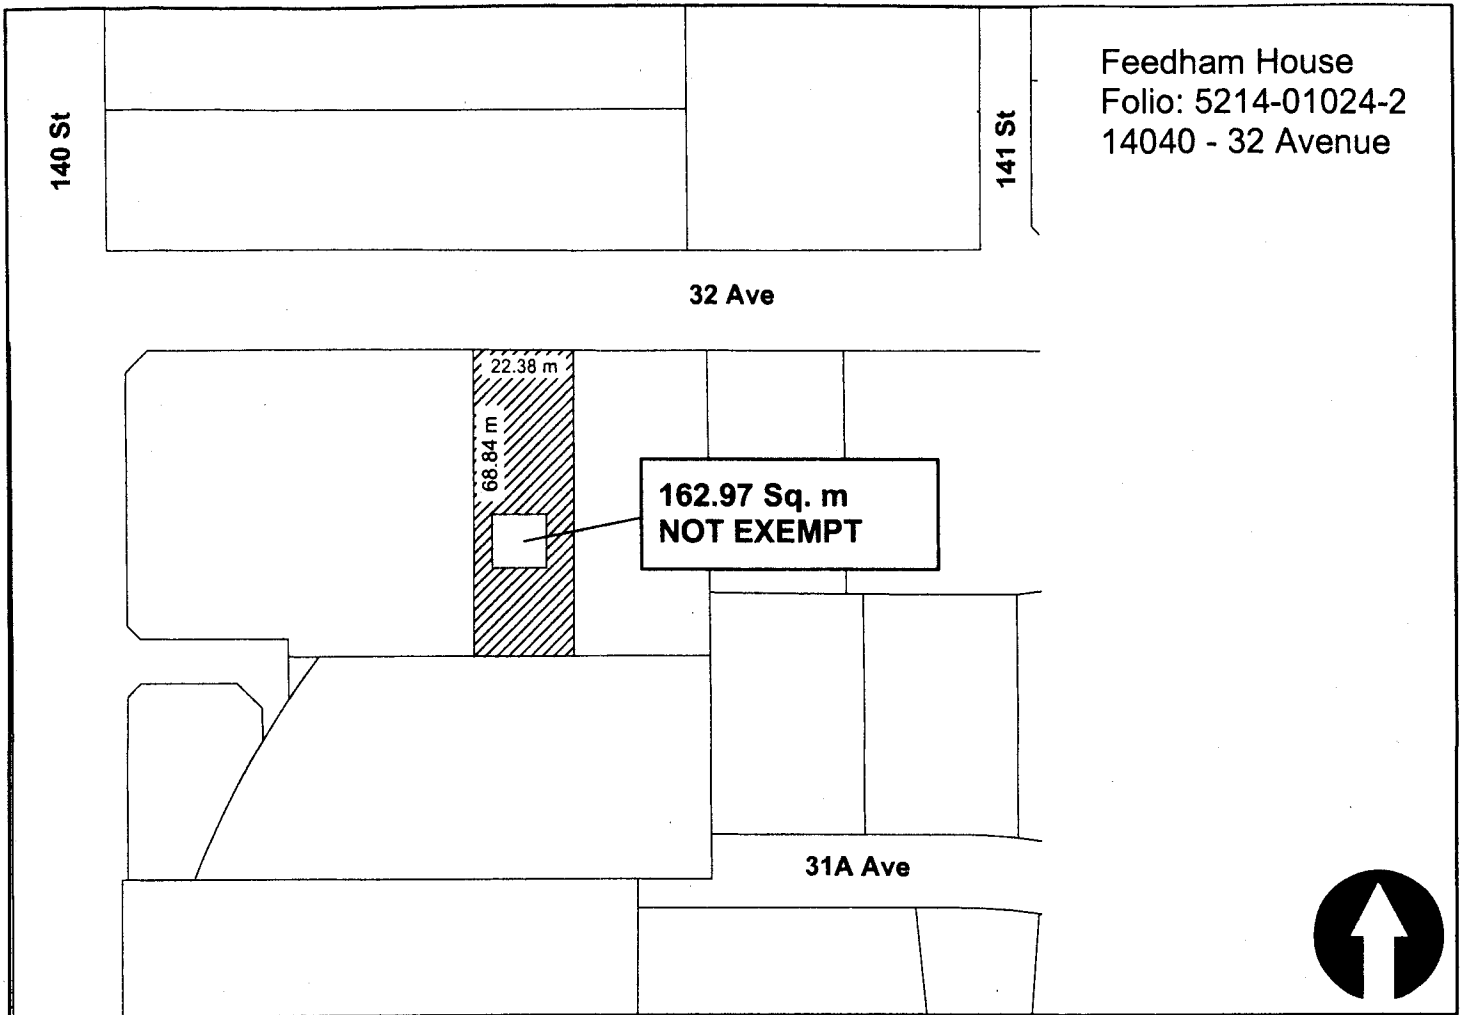 Feedham House
Folio: 5214-01024-2
14040 - 32 Avenue
140 St
141 St
32 Ave
22.38 m
68.84 m
162.97 Sq. m
NOT EXEMPT
31A Ave